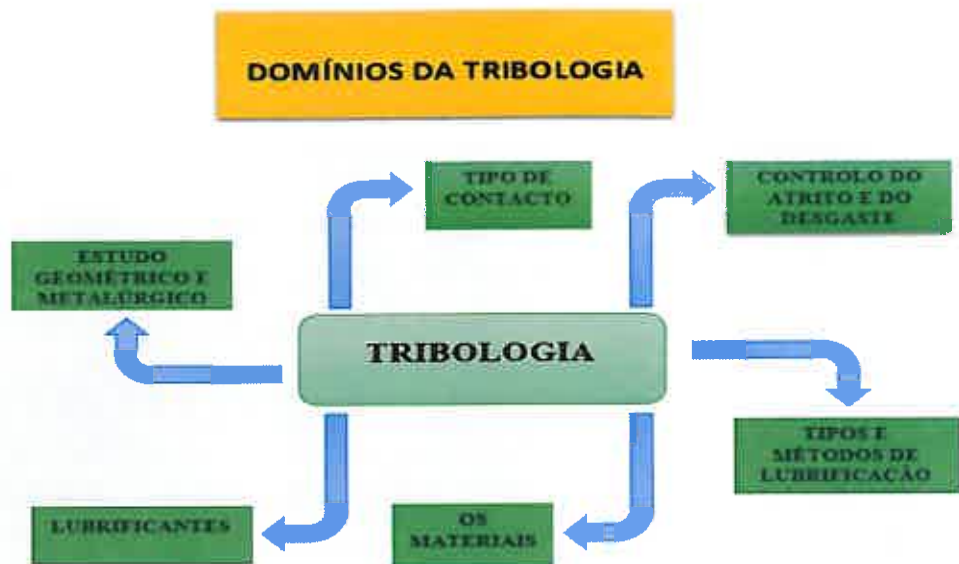 DOMÍNIOS DA TRIBOLOGIA
TIPO DE
CONTACTO
CONTROLO DO
ATRITO E DO
DESGASTE
ESTUDO
GEOMÉTRICO E
METALÚRGICO
TRIBOLOGIA
TIPOS E
MÉTODOS DE
LUBRIFICAÇÃO
LUBRIFICANTES
OS
MATERIAIS